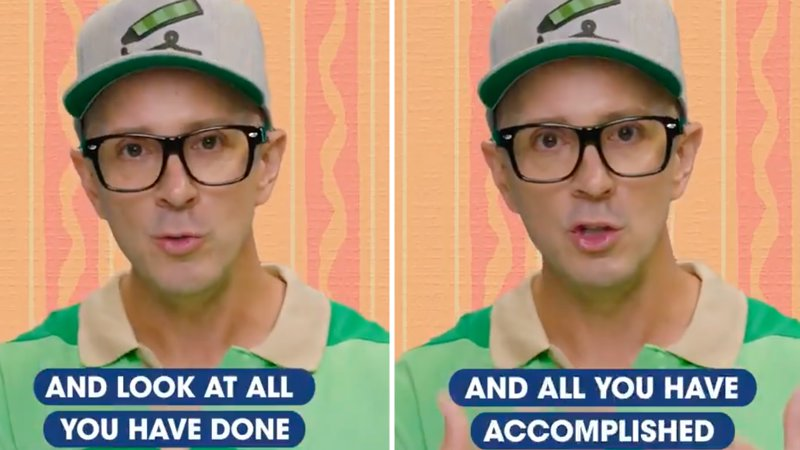 AND LOOK AT ALL
YOU HAVE DONE
AND ALL YOU HAVE
ACCOMPLISHED